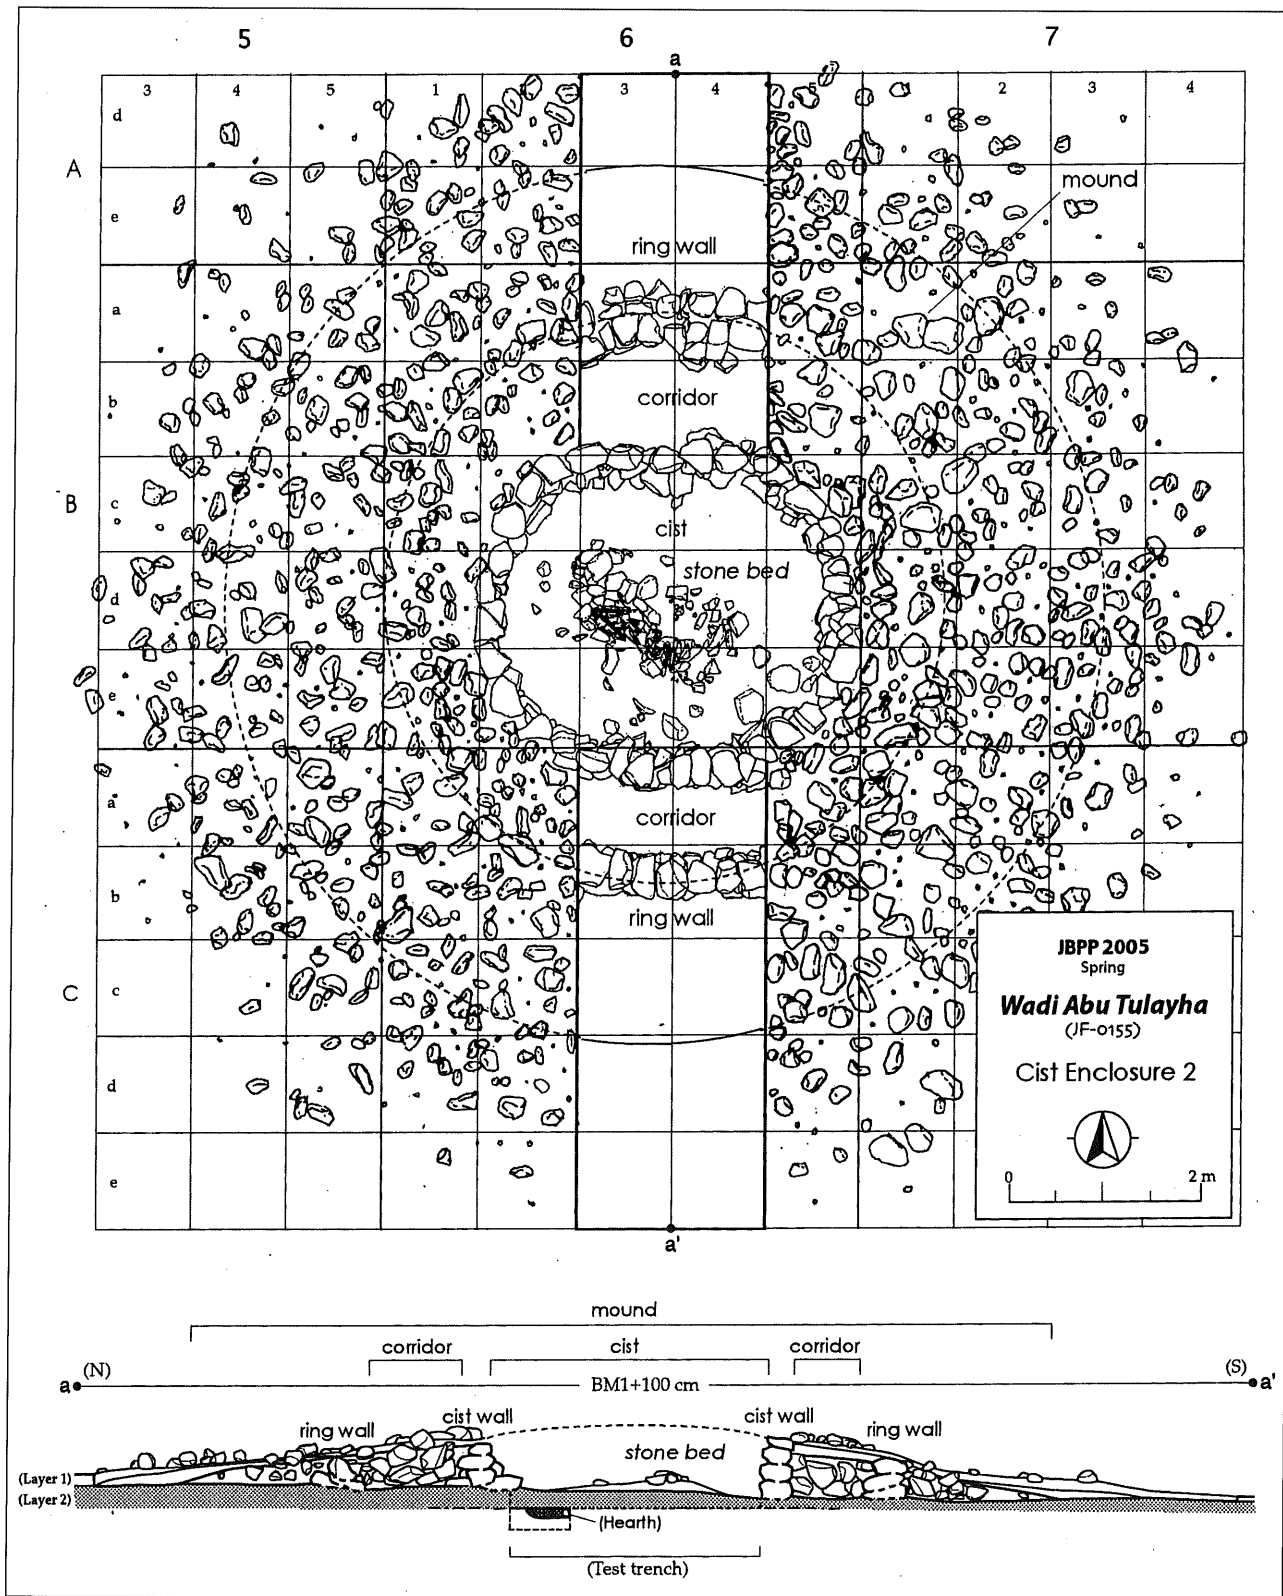 5 6 7
a
3 4 5 1 3 4 5 2 3 4
d
A
mound
e
ring wall
a
b
corridor
B
c
cist
stone bed
d
e
a
corridor
b
ring wall
JBPP 2005
Spring
C
c
Wadi Abu Tulayha
(JF-0155)
Cist Enclosure 2
d
e
0 2 m
a'
mound
corridor cist corridor
(N) (S)
a BM1+100 cm a'
cist wall cist wall
ring wall ring wall
stone bed
(Layer 1)
(Layer 2)
(Hearth)
(Test trench)